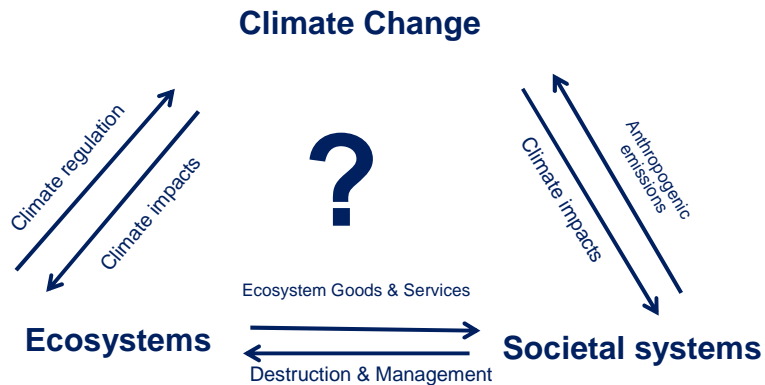 Climate Change
Climate regulation
Climate impacts
?
Climate impacts
Anthropogenic
emissions
Ecosystem Goods & Services
Ecosystems
Societal systems
Destruction & Management